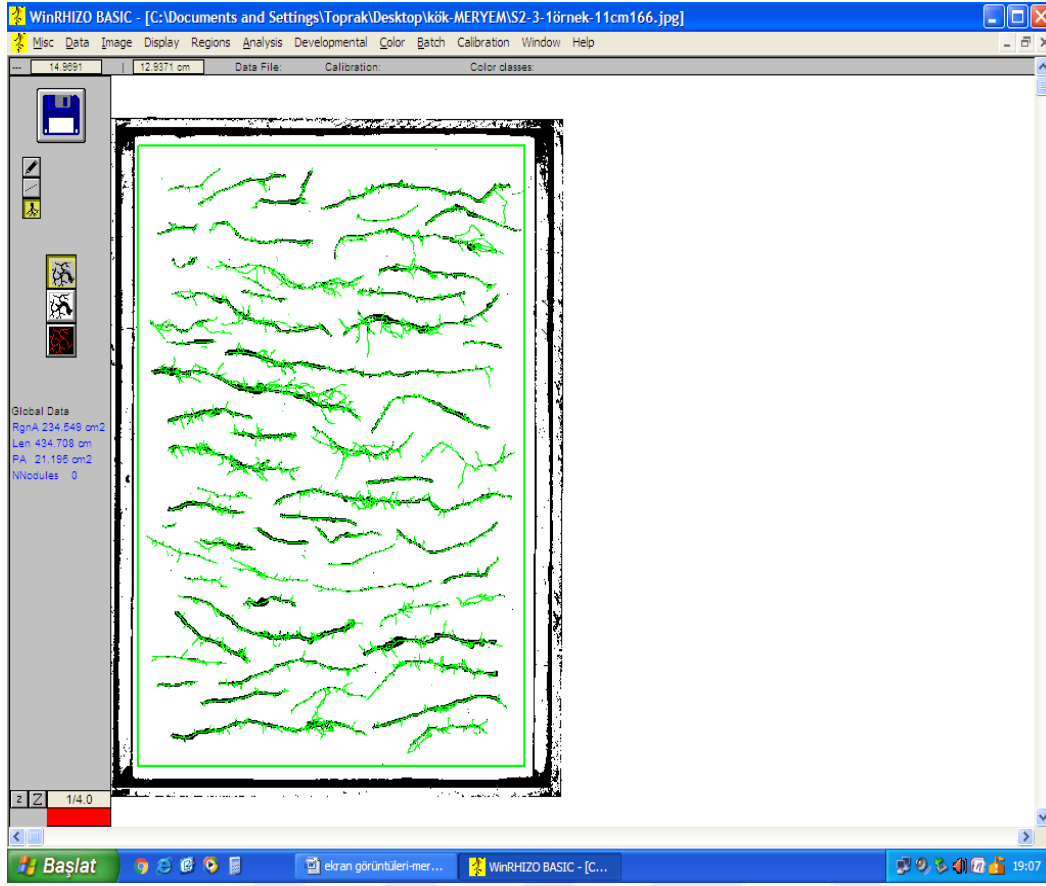 WinRHIZO BASIC - [C:\Documents and Settings\Toprak\Desktop\kök-MERYEM\S2-3-1örnek-11cm166.jpg]
Misc Data Image Display Regions Analysis Developmental Color Batch Calibration Window Help
--- 14.9691 | 12.9371 cm Data File: Calibration: Color classes:
Global Data
RgnA 234.649 cm2
Len 434.708 cm
PA 21.195 cm2
NNodules 0
z Z 1/4.0
Başlat ekran görüntüleri-mer... WinRHIZO BASIC - [C... 19:07